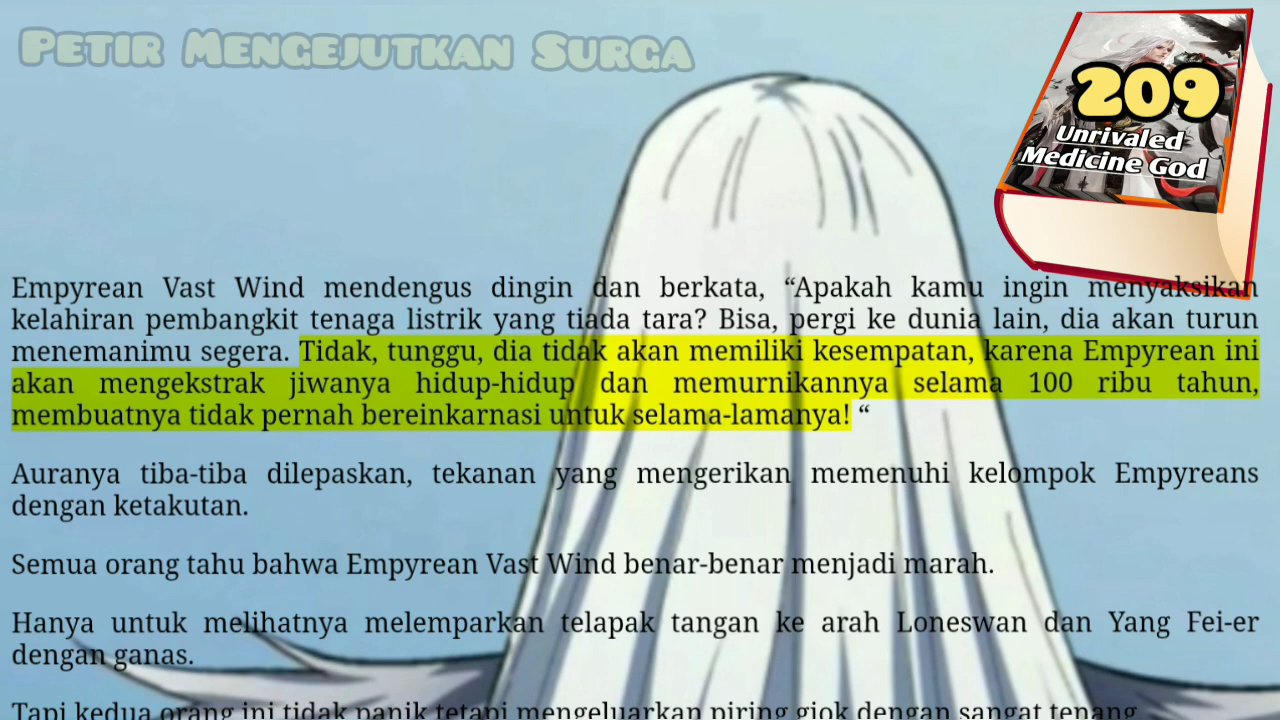 Petir Mengejutkan Surga
209
Unrivaled
Medicine God
Empyrean Vast Wind mendengus dingin dan berkata, “Apakah kamu ingin menyaksikan
kelahiran pembangkit tenaga listrik yang tiada tara? Bisa, pergi ke dunia lain, dia akan turun
menemanimu segera. Tidak, tunggu, dia tidak akan memiliki kesempatan, karena Empyrean ini
akan mengekstrak jiwanya hidup-hidup dan memurnikannya selama 100 ribu tahun,
membuatnya tidak pernah bereinkarnasi untuk selama-lamanya! “
Auranya tiba-tiba dilepaskan, tekanan yang mengerikan memenuhi kelompok Empyreans
dengan ketakutan.
Semua orang tahu bahwa Empyrean Vast Wind benar-benar menjadi marah.
Hanya untuk melihatnya melemparkan telapak tangan ke arah Loneswan dan Yang Fei-er
dengan ganas.
Tapi kedua orang ini tidak panik tetapi mengeluarkan piring giok dengan sangat tenang.